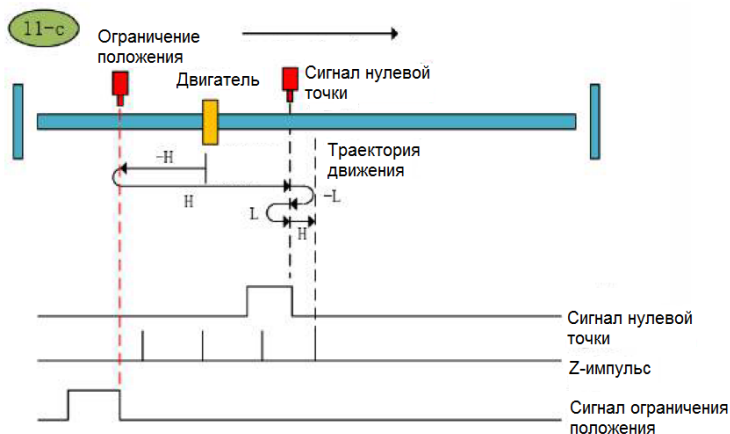 11-c
Ограничение
положения
Двигатель
Сигнал нулевой
точки
Траектория
движения
-H
H
-L
L
H
Сигнал нулевой
точки
Z-импульс
Сигнал ограничения
положения